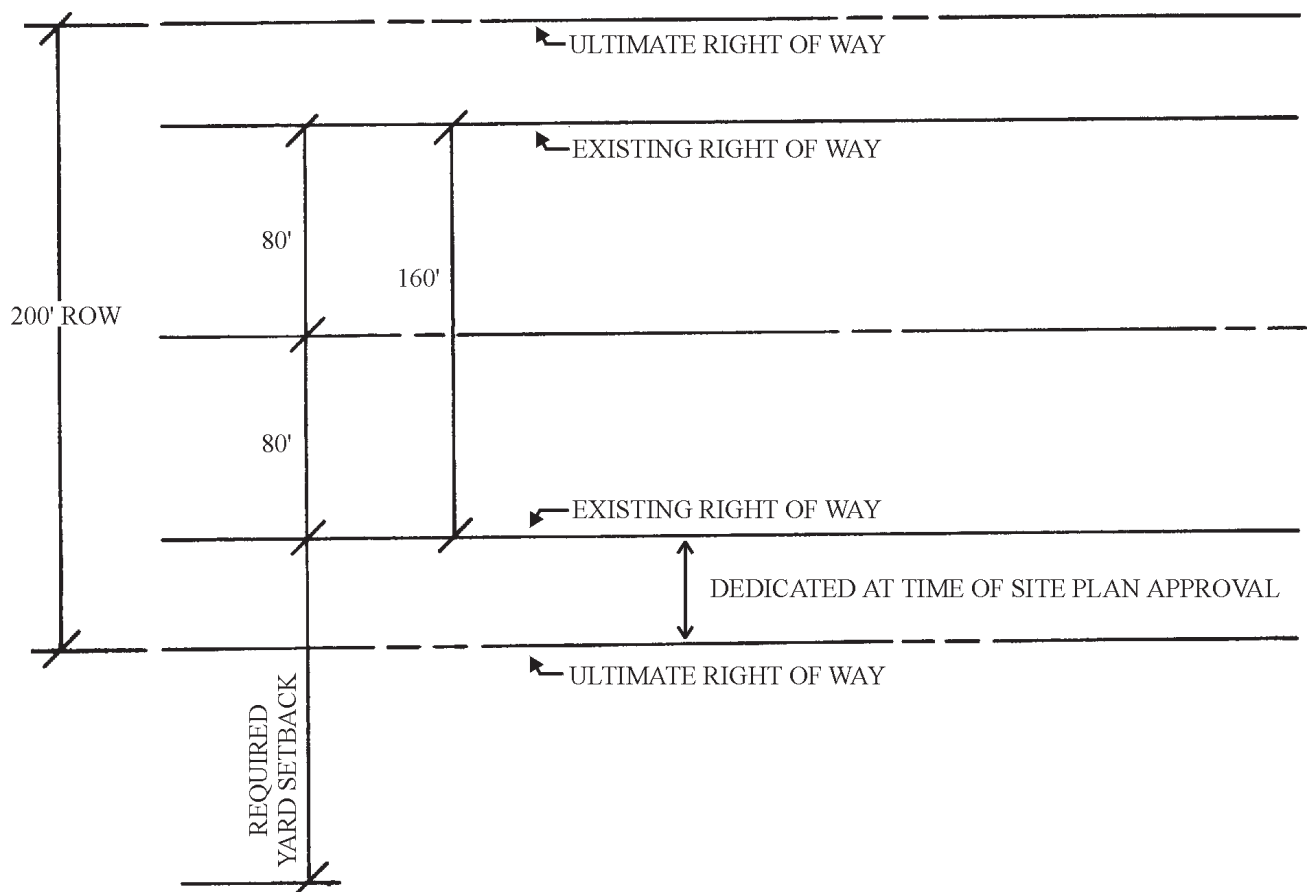 ULTIMATE RIGHT OF WAY
EXISTING RIGHT OF WAY
80'
160'
200' ROW
80'
EXISTING RIGHT OF WAY
DEDICATED AT TIME OF SITE PLAN APPROVAL
ULTIMATE RIGHT OF WAY
REQUIRED
YARD SETBACK